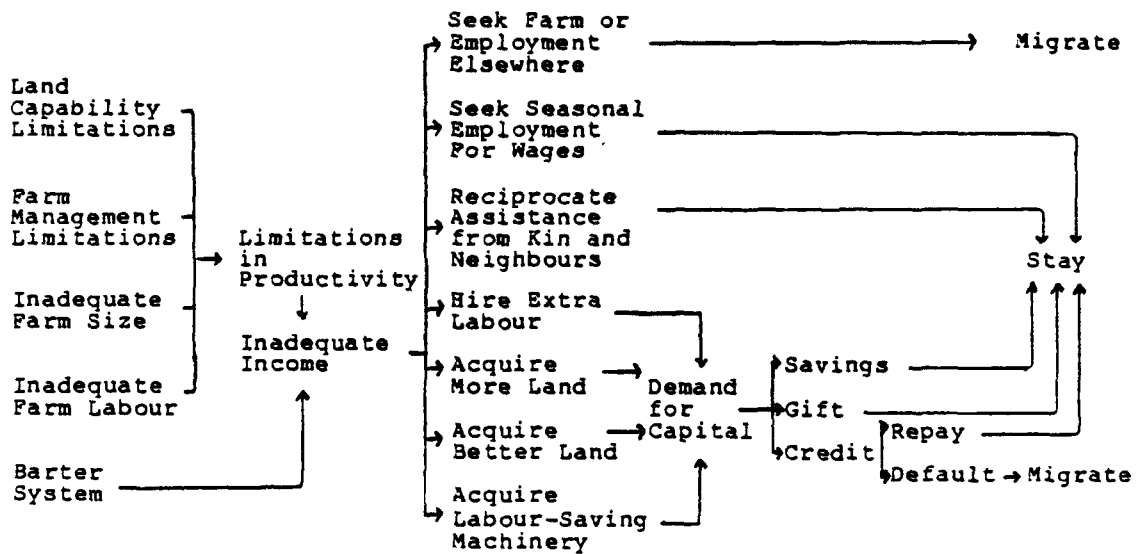 Seek Farm or
Employment
Elsewhere
Migrate
Land
Capability
Limitations
Seek Seasonal
Employment
For Wages
Farm
Management
Limitations
Reciprocate
Assistance
from Kin and
Neighbours
Limitations
in
Productivity
Stay
Inadequate
Farm Size
Hire Extra
Labour
Inadequate
Income
Acquire
More Land
Savings
Inadequate
Farm Labour
Demand
for
Capital
Gift
Acquire
Better Land
Credit
Repay
Default
Migrate
Barter
System
Acquire
Labour-Saving
Machinery